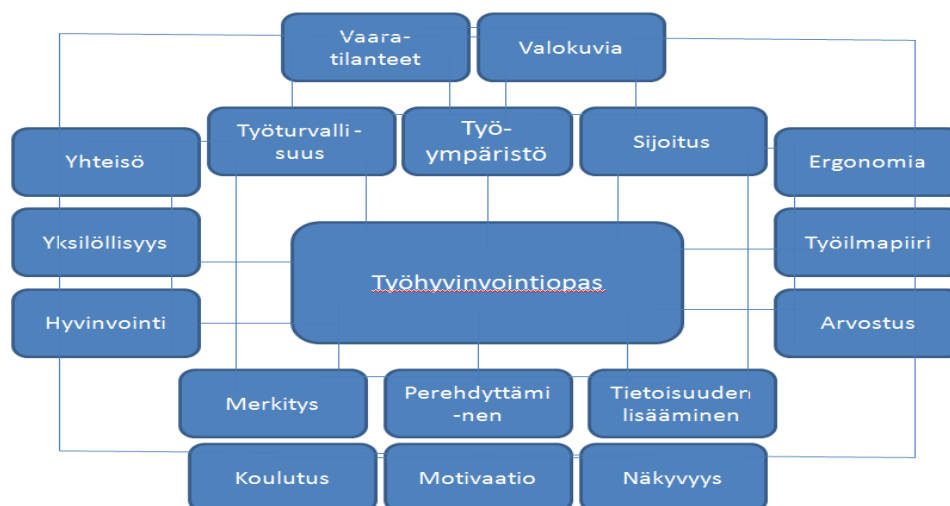 Vaara-
tilanteet
Valokuvia
Työturvalli -
suus
Työ-
ympäristö
Sijoitus
Yhteisö
Ergonomia
Yksilöllisyys
Työilmapiiri
Työhyvinvointiopas
Hyvinvointi
Arvostus
Merkitys
Perehdyttämi
-nen
Tietoisuuden
lisääminen
Koulutus
Motivaatio
Näkyvyys